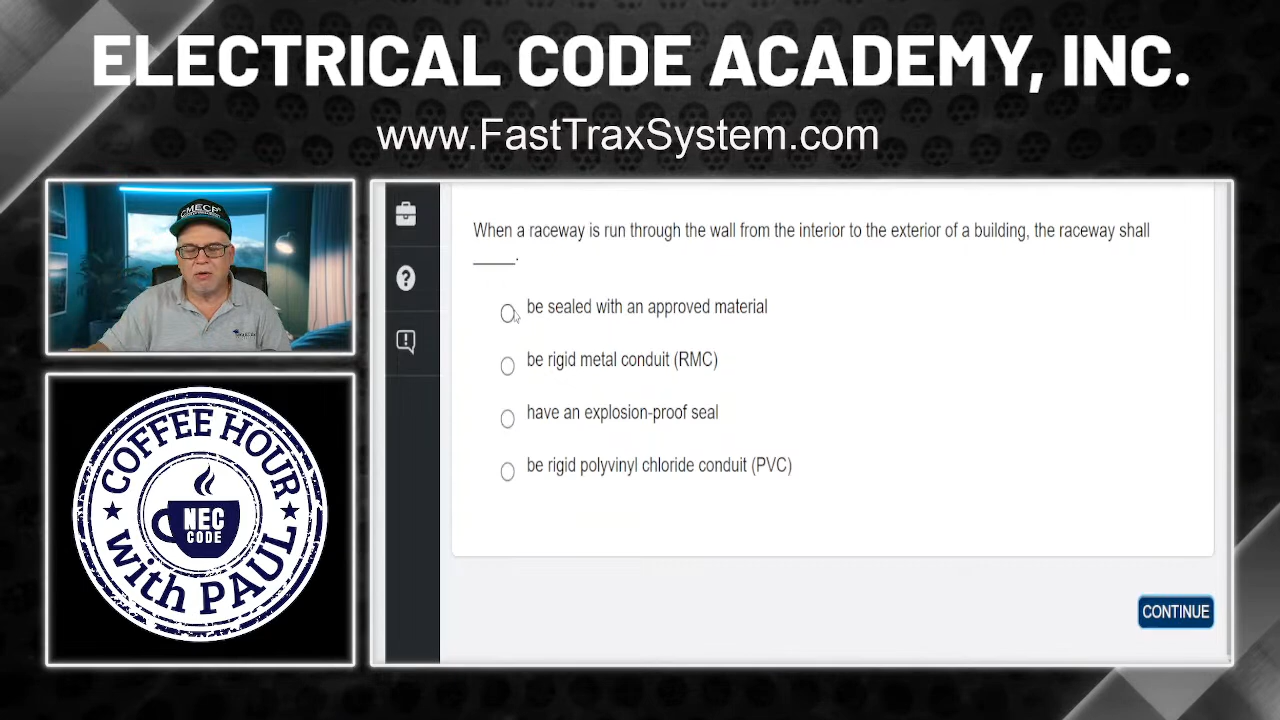 ELECTRICAL CODE ACADEMY, INC.
www.FastTraxSystem.com
When a raceway is run through the wall from the interior to the exterior of a building, the raceway shall
_____.
be sealed with an approved material
be rigid metal conduit (RMC)
have an explosion-proof seal
be rigid polyvinyl chloride conduit (PVC)
CONTINUE
CMECP
COFFEE HOUR
NEC
CODE
with PAUL